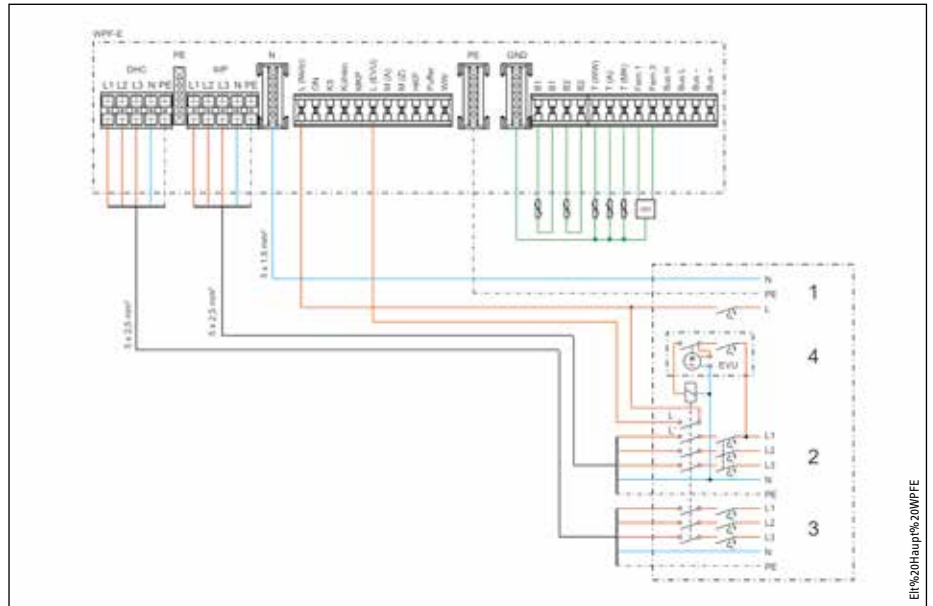 WPF-E
DHC
PE
WP
N
PE
GND
L1 L2 L3 N PE
L1 L2 L3 N PE
L (Netz)
ON
KS
Kühlen
MKP
L (EVU)
M (A)
M (Z)
HKP
Puffer
WW
B1
B1
B2
B2
T (WW)
T (A)
T (MK)
Fern 1
Fern 3
Bus H
Bus L
Bus -
Bus +
5 x 2,5 mm²
5 x 2,5 mm²
5 x 1,5 mm²
N
PE
L
1
4
EVU
L
L'
L1
L2
L3
N
PE
2
L1
L2
L3
N
PE
3
Elt%20Haupt%20WPFE